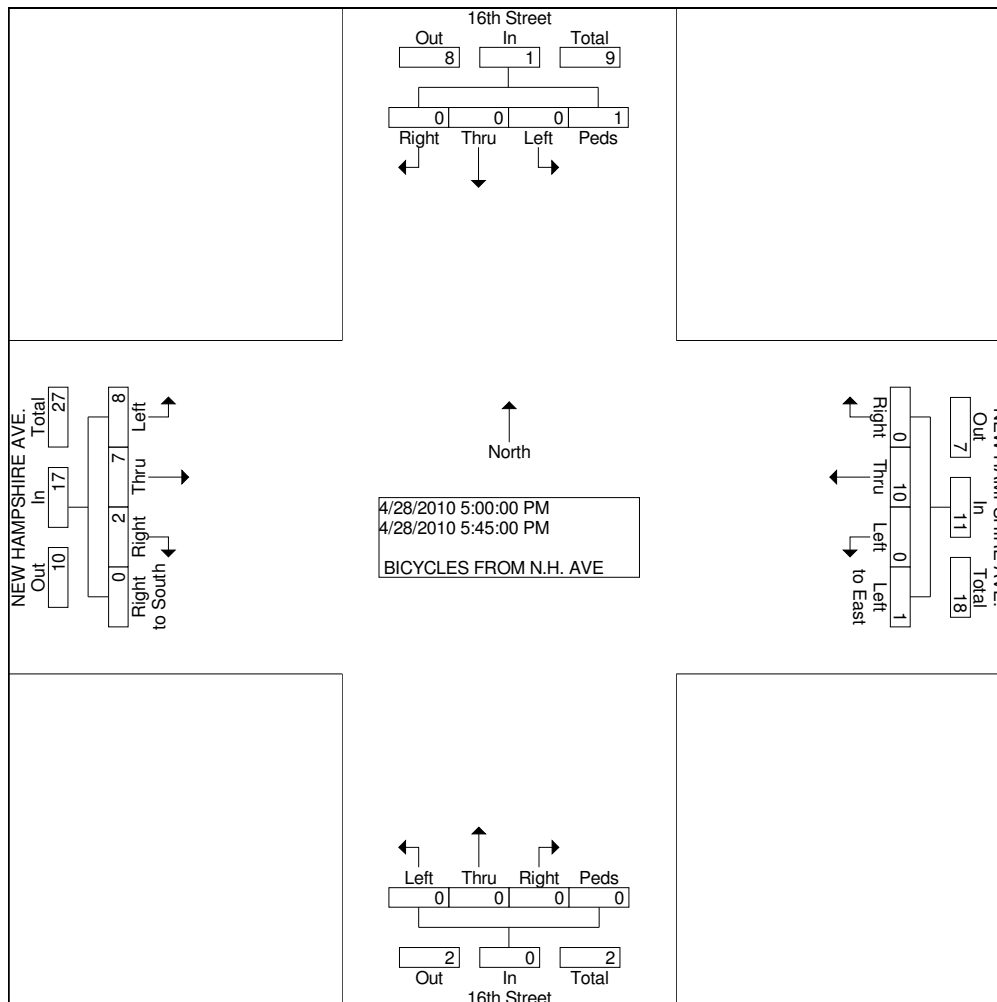 16th Street
Out In Total
8 1 9
0 0 0 1
Right Thru Left Peds
NEW HAMPSHIRE AVE.
Total In Out
27 17 10
8 7 2 0
Left Thru Right Right
to South
North
4/28/2010 5:00:00 PM
4/28/2010 5:45:00 PM
BICYCLES FROM N.H. AVE
NEW HAMPSHIRE AVE.
Out In Total
7 11 18
0 10 0 1
Right Thru Left Left
to East
Left Thru Right Peds
0 0 0 0
2 0 2
Out In Total
16th Street